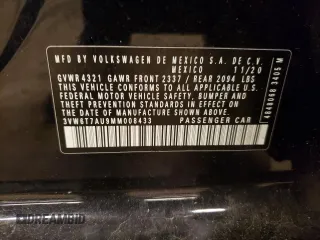 MFD. BY VOLKSWAGEN DE MEXICO S.A. DE C.V.
MEXICO 11/20
GVWR 4321 GAWR FRONT 2337 / REAR 2094 LBS
THIS VEHICLE CONFORMS TO ALL APPLICABLE U.S.
FEDERAL MOTOR VEHICLE SAFETY, BUMPER AND
THEFT PREVENTION STANDARDS IN EFFECT ON
THE DATE OF MANUFACTURE SHOWN ABOVE.
3VW6T7AU9MM008433 PASSENGER CAR
IDREAMBID